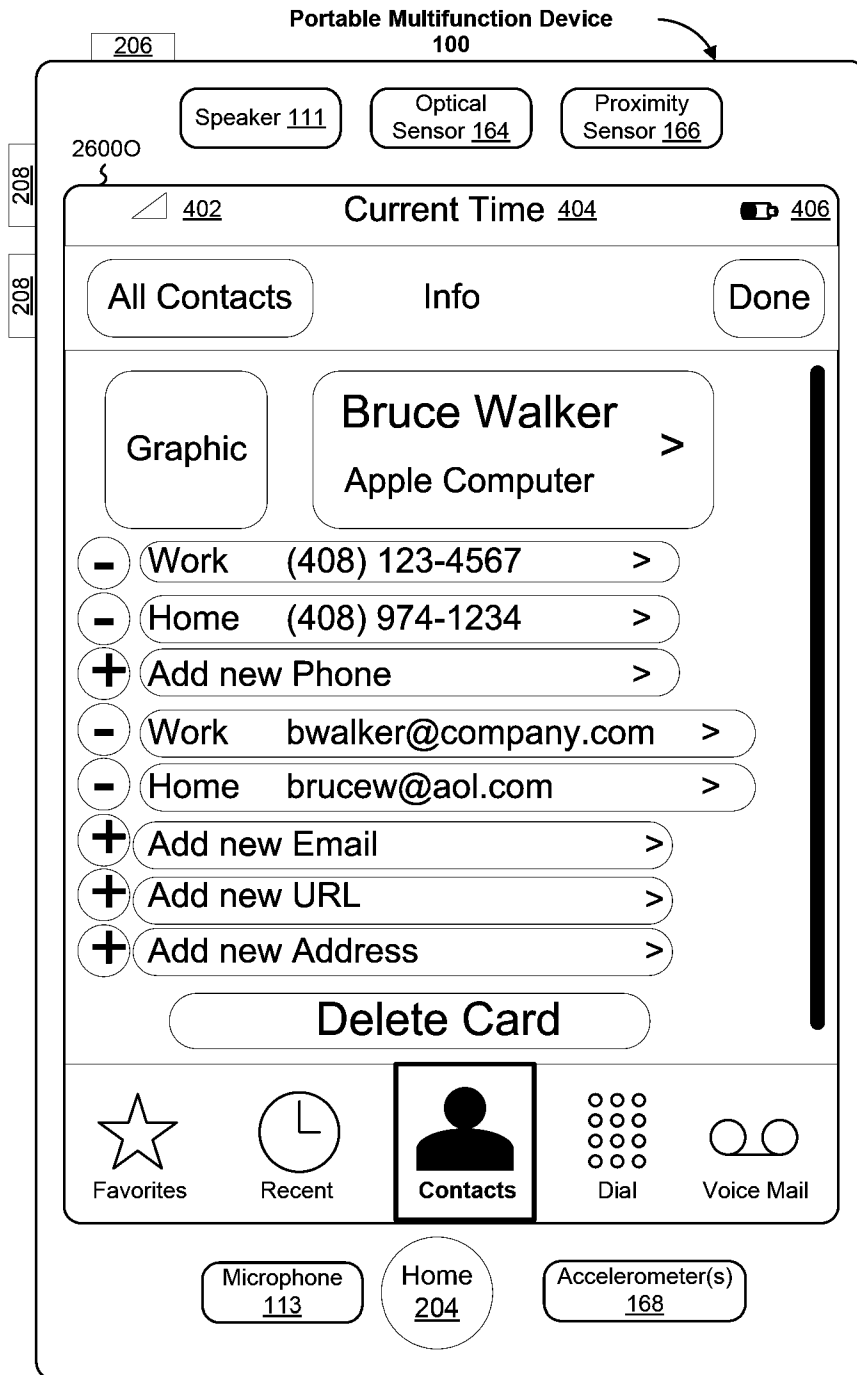 Portable Multifunction Device
100
206
Speaker 111
Optical
Sensor 164
Proximity
Sensor 166
2600O
208
208
402
Current Time 404
406
All Contacts
Info
Done
Graphic
Bruce Walker
>
Apple Computer
- Work (408) 123-4567 >
- Home (408) 974-1234 >
+ Add new Phone >
- Work bwalker@company.com >
- Home brucew@aol.com >
+ Add new Email >
+ Add new URL >
+ Add new Address >
Delete Card
Favorites
Recent
Contacts
Dial
Voice Mail
Microphone
113
Home
204
Accelerometer(s)
168